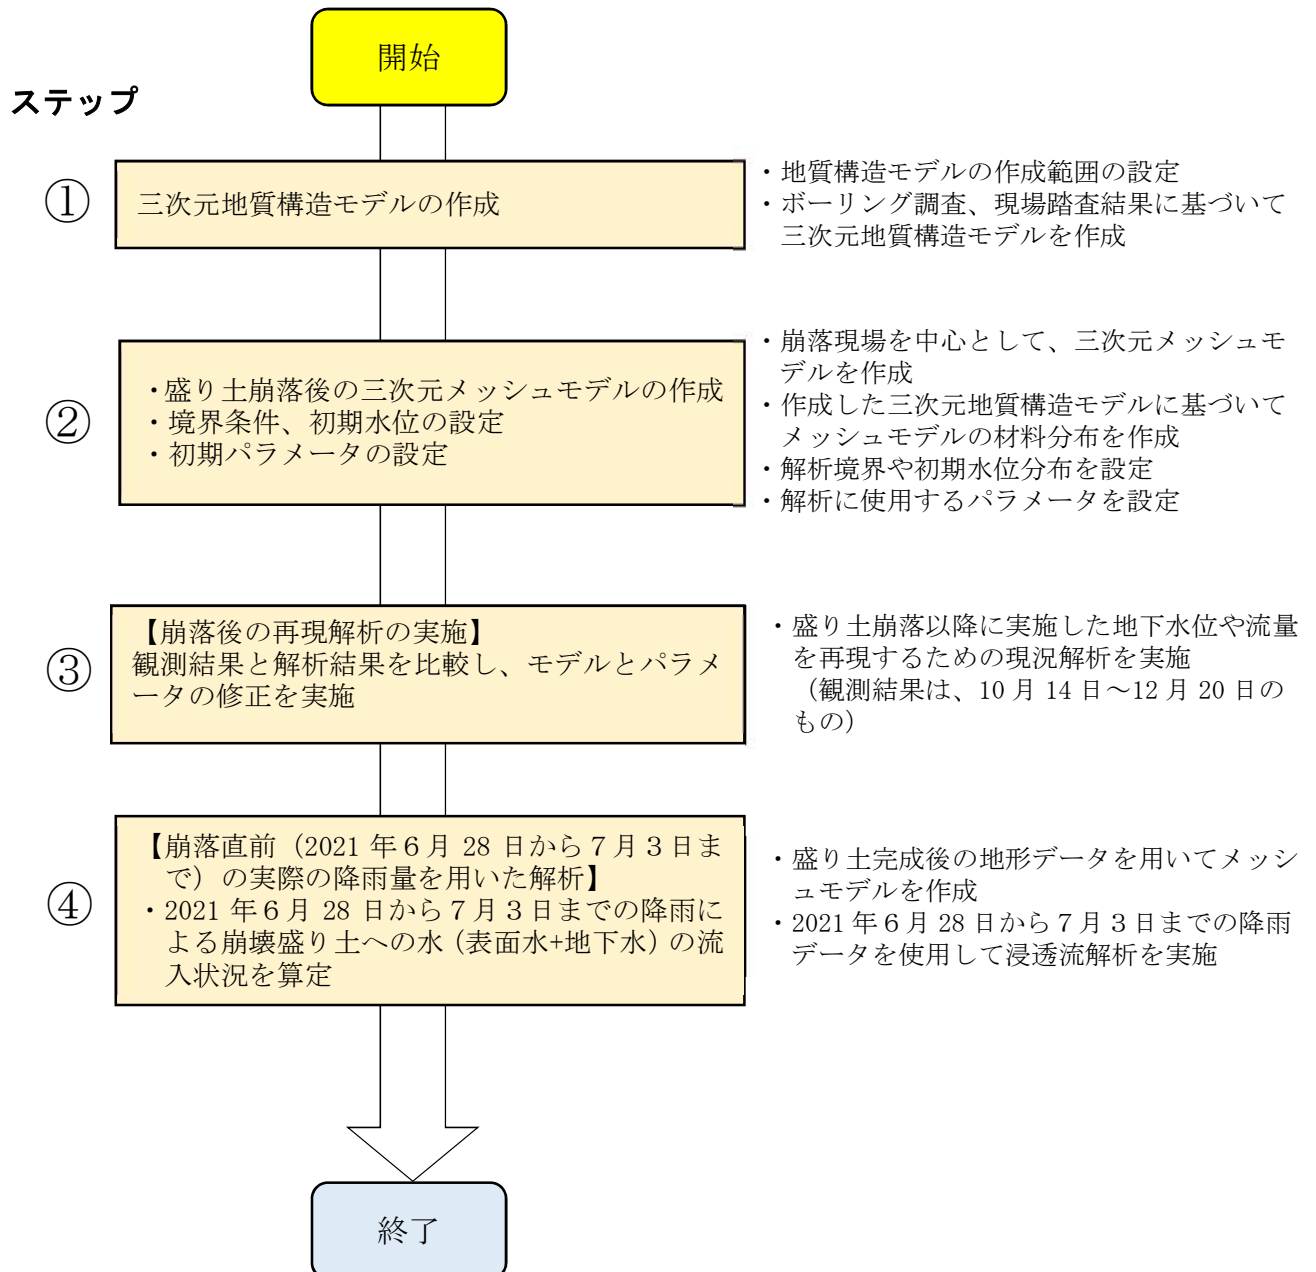 開始
ステップ
①
三次元地質構造モデルの作成
・地質構造モデルの作成範囲の設定
・ボーリング調査、現場踏査結果に基づいて
三次元地質構造モデルを作成
②
・盛り土崩落後の三次元メッシュモデルの作成
・境界条件、初期水位の設定
・初期パラメータの設定
・崩落現場を中心として、三次元メッシュモ
デルを作成
・作成した三次元地質構造モデルに基づいて
メッシュモデルの材料分布を作成
・解析境界や初期水位分布を設定
・解析に使用するパラメータを設定
③
【崩落後の再現解析の実施】
観測結果と解析結果を比較し、モデルとパラメ
ータの修正を実施
・盛り土崩落以降に実施した地下水位や流量
を再現するための現況解析を実施
（観測結果は、10 月 14 日～12 月 20 日の
もの）
④
【崩落直前（2021 年６月 28 日から７月３日ま
で）の実際の降雨量を用いた解析】
・2021 年６月 28 日から７月３日までの降雨に
よる崩壊盛り土への水（表面水+地下水）の流
入状況を算定
・盛り土完成後の地形データを用いてメッシ
ュモデルを作成
・2021 年６月 28 日から７月３日までの降雨
データを使用して浸透流解析を実施
終了